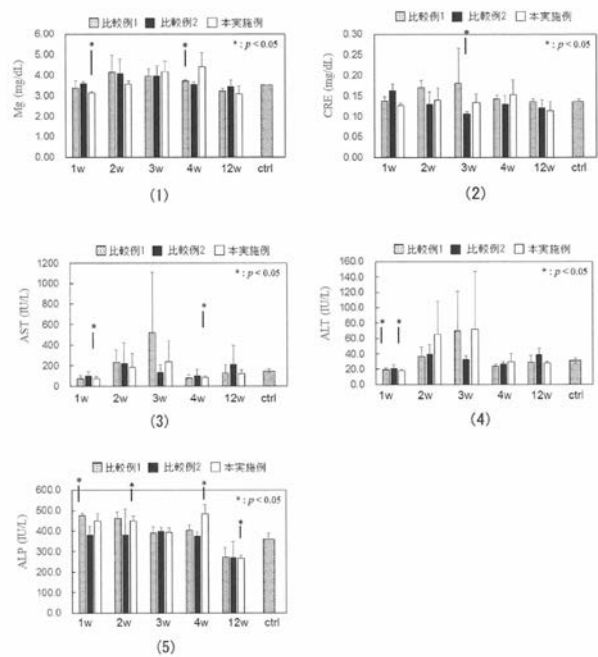 比較例1 比較例2 本実施例
* : p < 0.05
Mg (mg/dL)
6.00
5.00
4.00
3.00
2.00
1.00
0.00
1w 2w 3w 4w 12w ctrl
(1)
比較例1 比較例2 本実施例
* : p < 0.05
CRE (mg/dL)
0.30
0.25
0.20
0.15
0.10
0.05
0.00
1w 2w 3w 4w 12w ctrl
(2)
比較例1 比較例2 本実施例
* : p < 0.05
AST (IU/L)
1200
1000
800
600
400
200
0
1w 2w 3w 4w 12w ctrl
(3)
比較例1 比較例2 本実施例
* : p < 0.05
ALT (IU/L)
160.0
140.0
120.0
100.0
80.0
60.0
40.0
20.0
0.0
1w 2w 3w 4w 12w ctrl
(4)
比較例1 比較例2 本実施例
* : p < 0.05
ALP (IU/L)
600.0
500.0
400.0
300.0
200.0
100.0
0.0
1w 2w 3w 4w 12w ctrl
(5)